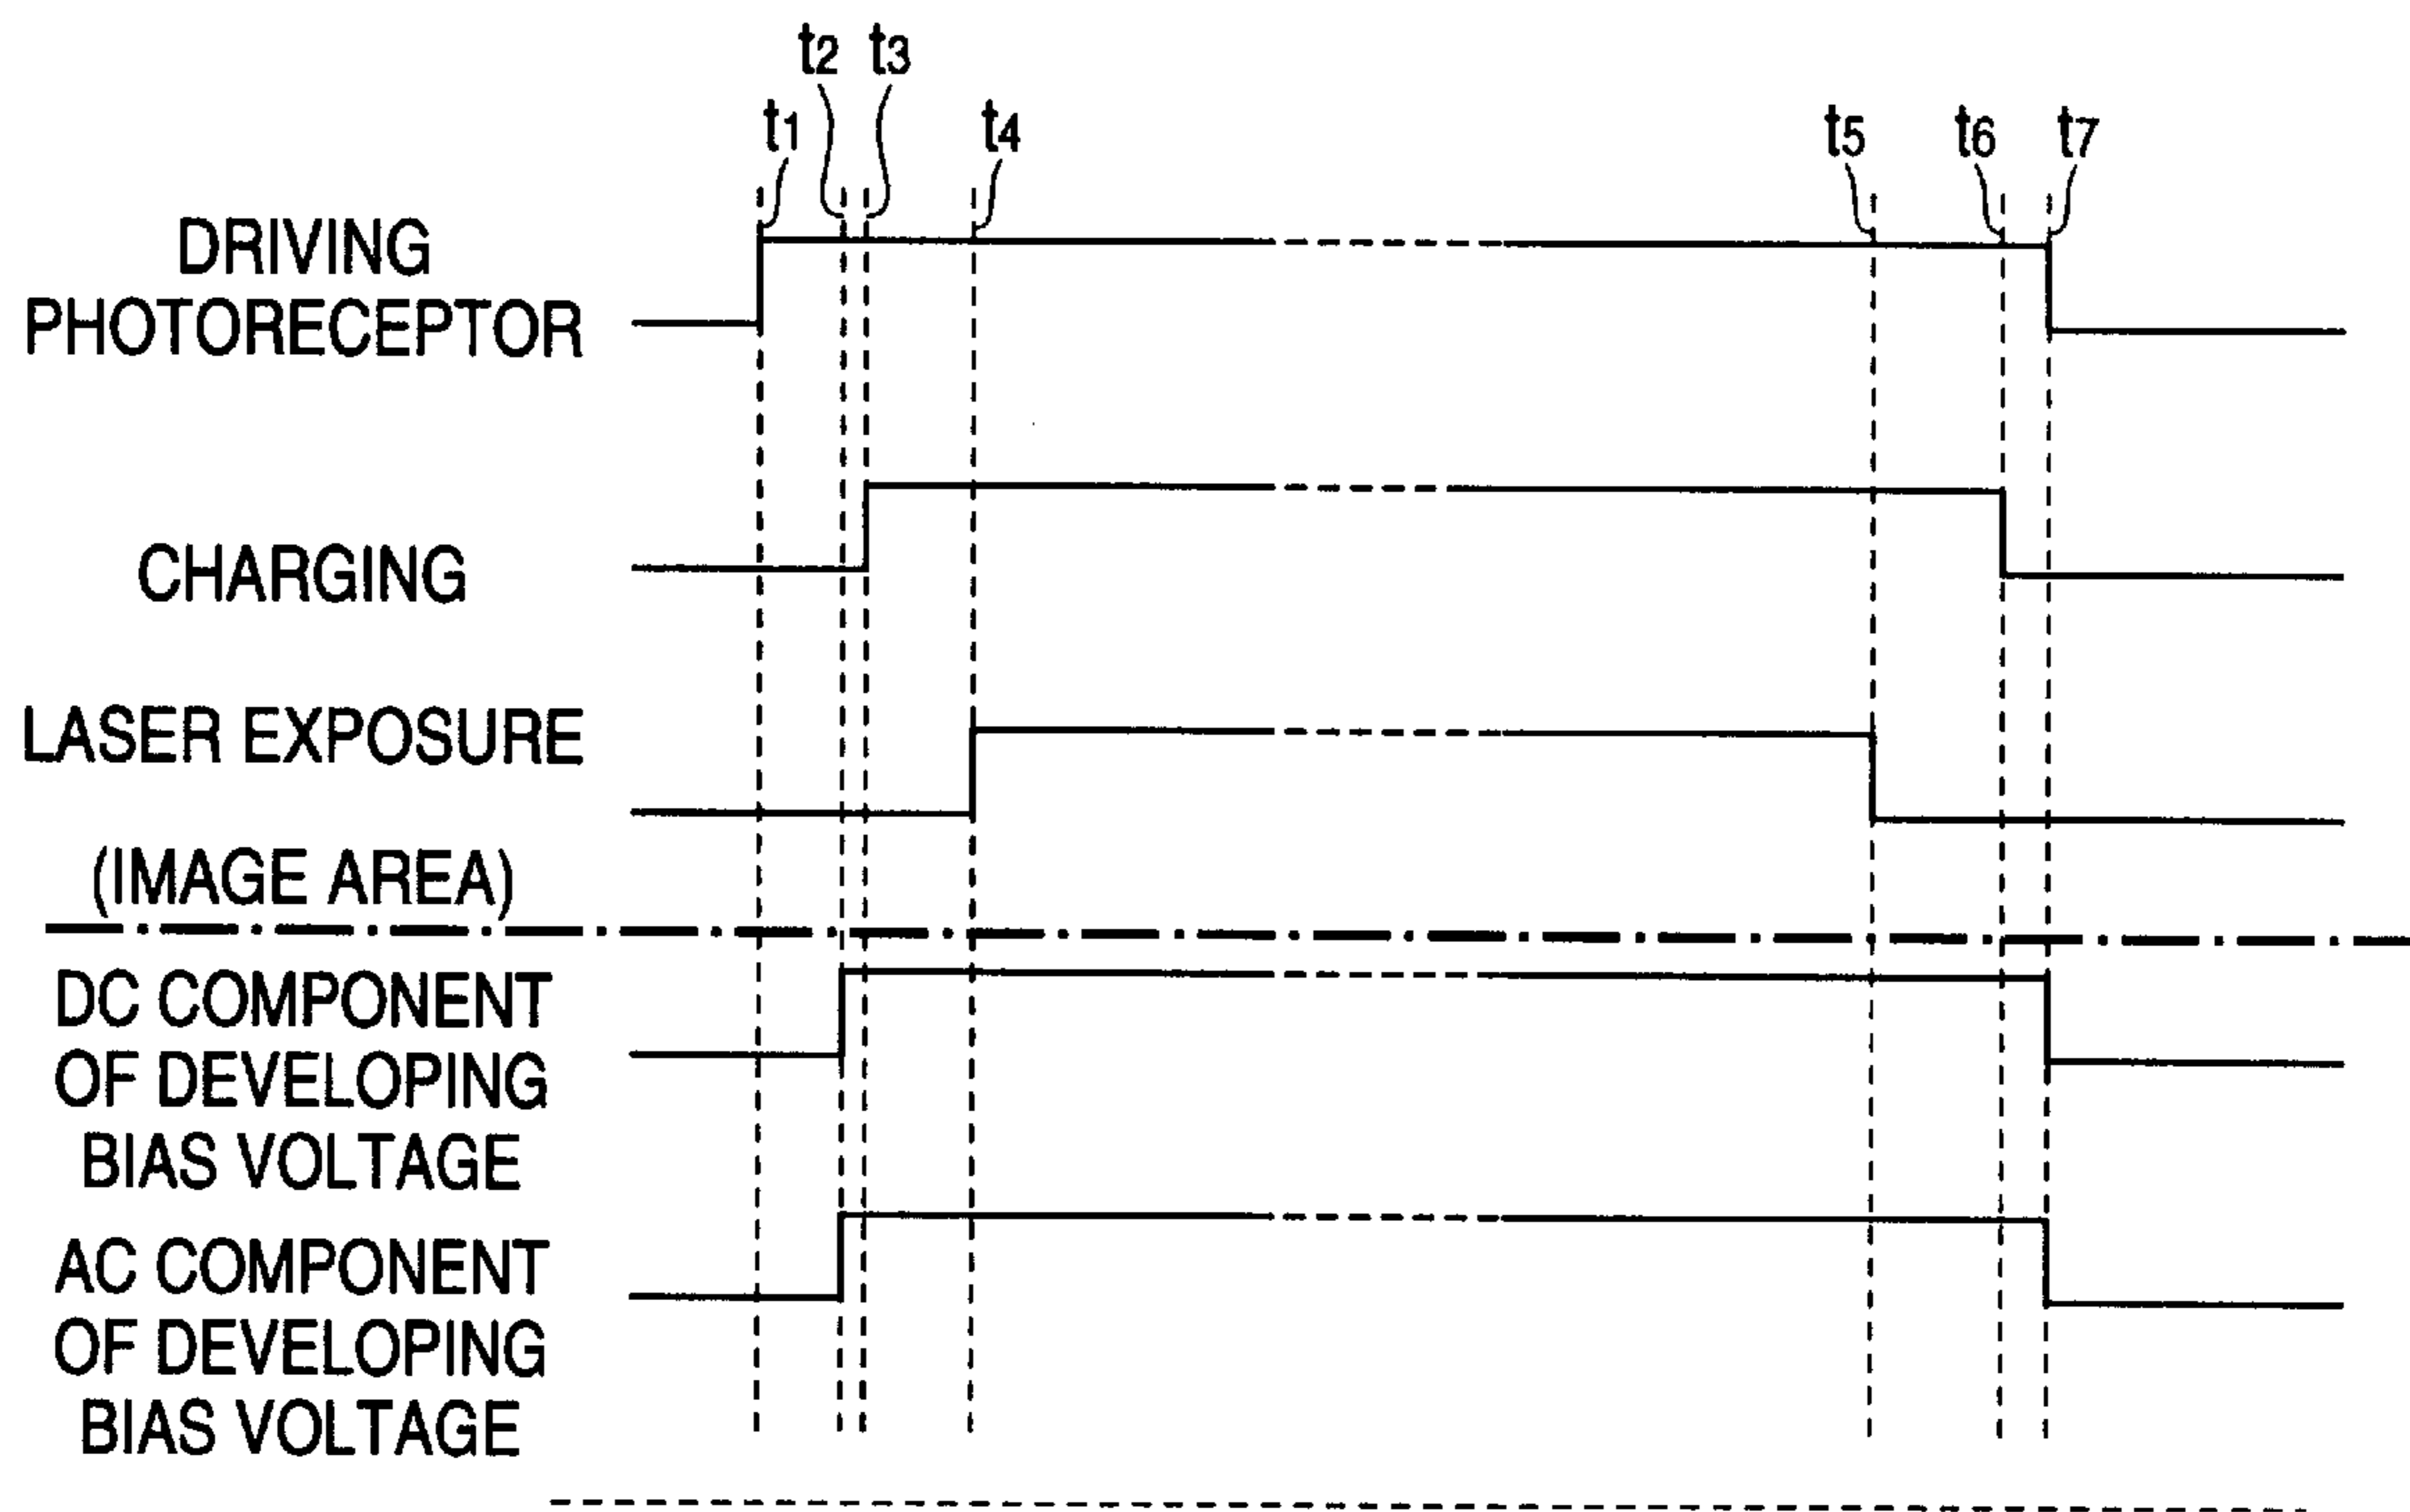 t2 t3
t1 t4 t5 t6 t7
DRIVING
PHOTORECEPTOR
CHARGING
LASER EXPOSURE
(IMAGE AREA)
DC COMPONENT
OF DEVELOPING
BIAS VOLTAGE
AC COMPONENT
OF DEVELOPING
BIAS VOLTAGE